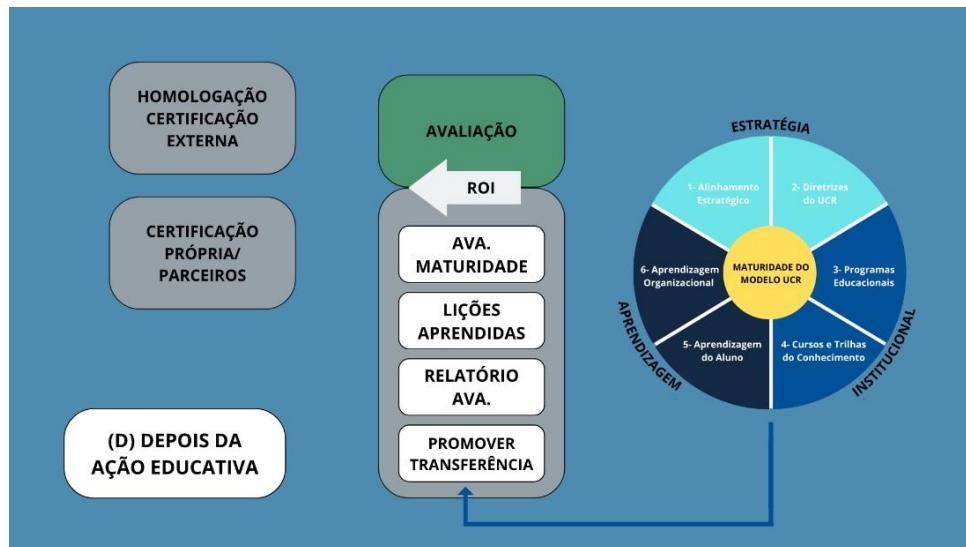 HOMOLOGAÇÃO
CERTIFICAÇÃO
EXTERNA
CERTIFICAÇÃO
PRÓPRIA/
PARCEIROS
(D) DEPOIS DA
AÇÃO EDUCATIVA
AVALIAÇÃO
ROI
AVA.
MATURIDADE
LIÇÕES
APRENDIDAS
RELATÓRIO
AVA.
PROMOVER
TRANSFERÊNCIA
ESTRATÉGIA
1- Alinhamento
Estratégico
2- Diretrizes
do UCR
6- Aprendizagem
Organizacional
MATURIDADE DO
MODELO UCR
3- Programas
Educacionais
5- Aprendizagem
do Aluno
4- Cursos e Trilhas
do Conhecimento
APRENDIZAGEM
INSTITUCIONAL